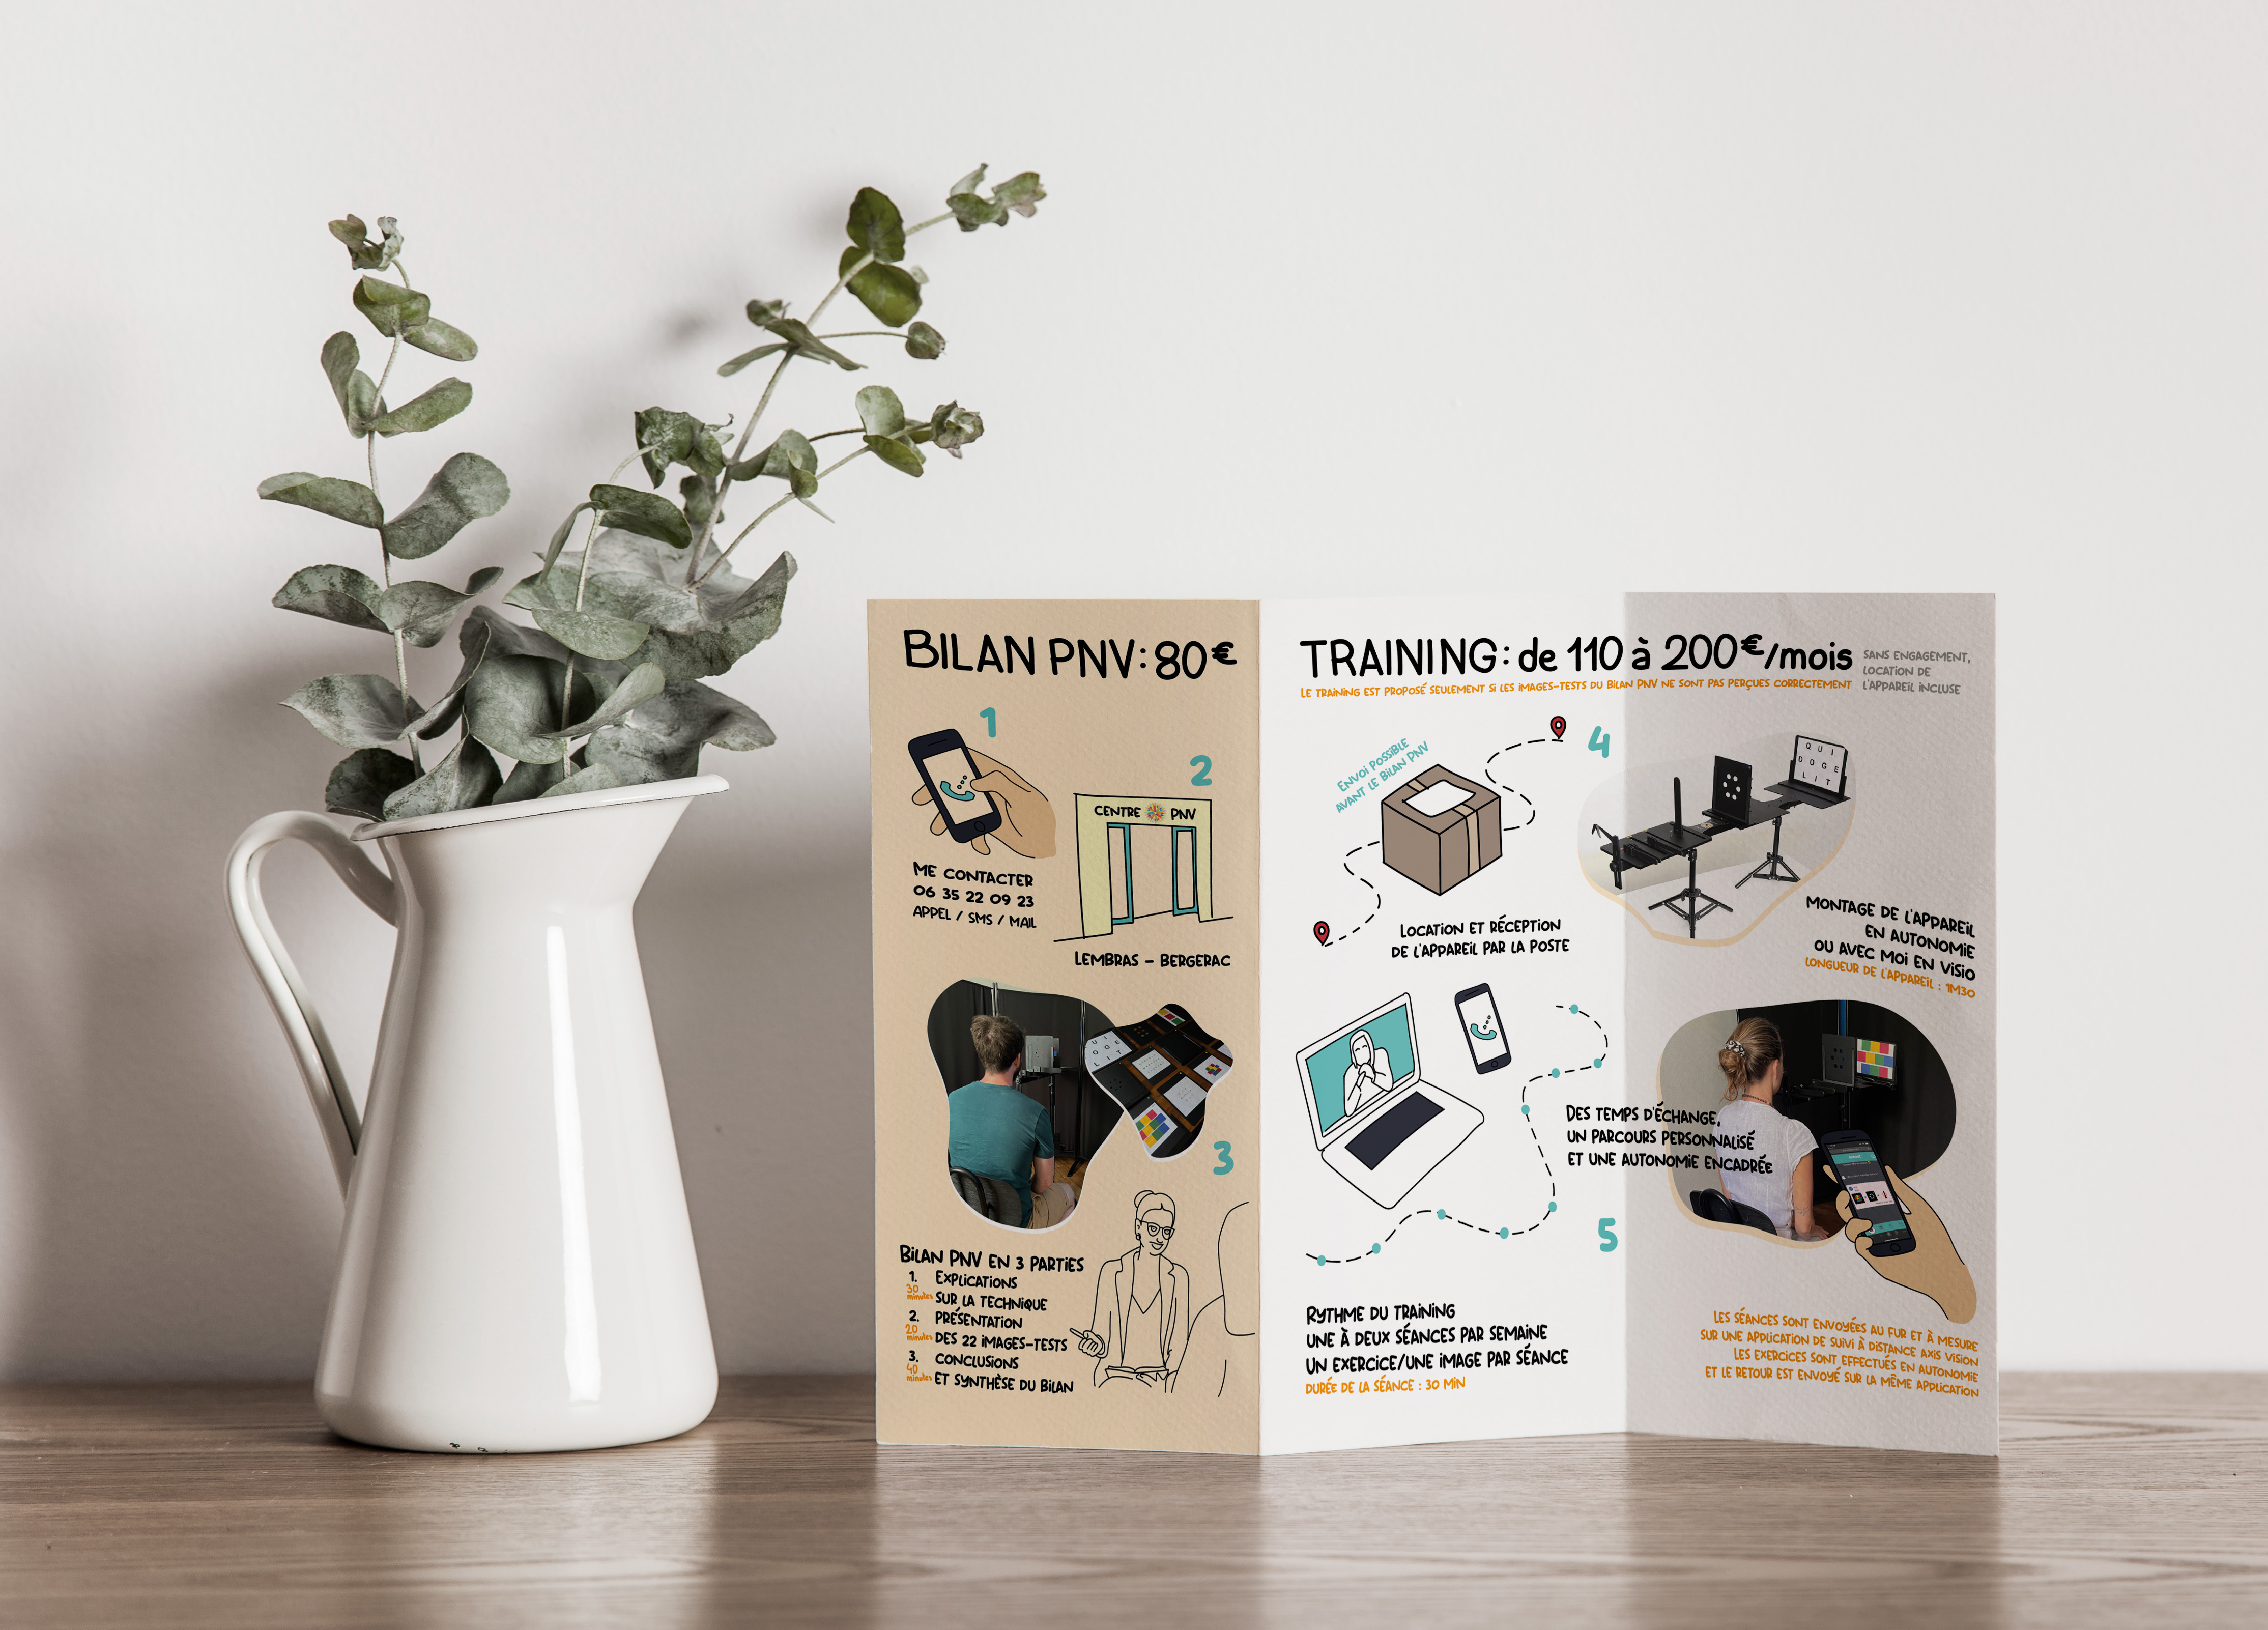 BILAN PNV: 80€
1
2
CENTRE PNV
ME CONTACTER
06 35 22 09 23
APPEL / SMS / MAIL
LEMBRAS – BERGERAC
3
BILAN PNV EN 3 PARTIES
1. EXPLICATIONS
30 minutes SUR LA TECHNIQUE
2. PRÉSENTATION
20 minutes DES 22 IMAGES-TESTS
3. CONCLUSIONS
40 minutes ET SYNTHÈSE DU BILAN
TRAINING: de 110 à 200€/mois
SANS ENGAGEMENT,
LOCATION DE
L'APPAREIL INCLUSE
LE TRAINING EST PROPOSÉ SEULEMENT SI LES IMAGES-TESTS DU BILAN PNV NE SONT PAS PERÇUES CORRECTEMENT
ENVOI POSSIBLE
AVANT LE BILAN PNV
4
QUI
DOGE
LIT
LOCATION ET RÉCEPTION
DE L'APPAREIL PAR LA POSTE
MONTAGE DE L'APPAREIL
EN AUTONOMIE
OU AVEC MOI EN VISIO
LONGUEUR DE L'APPAREIL : 1M30
DES TEMPS D'ÉCHANGE,
UN PARCOURS PERSONNALISÉ
ET UNE AUTONOMIE ENCADRÉE
5
RYTHME DU TRAINING
UNE À DEUX SÉANCES PAR SEMAINE
UN EXERCICE/UNE IMAGE PAR SÉANCE
DURÉE DE LA SÉANCE : 30 MIN
LES SÉANCES SONT ENVOYÉES AU FUR ET À MESURE
SUR UNE APPLICATION DE SUIVI À DISTANCE AXIS VISION
LES EXERCICES SONT EFFECTUÉS EN AUTONOMIE
ET LE RETOUR EST ENVOYÉ SUR LA MÊME APPLICATION